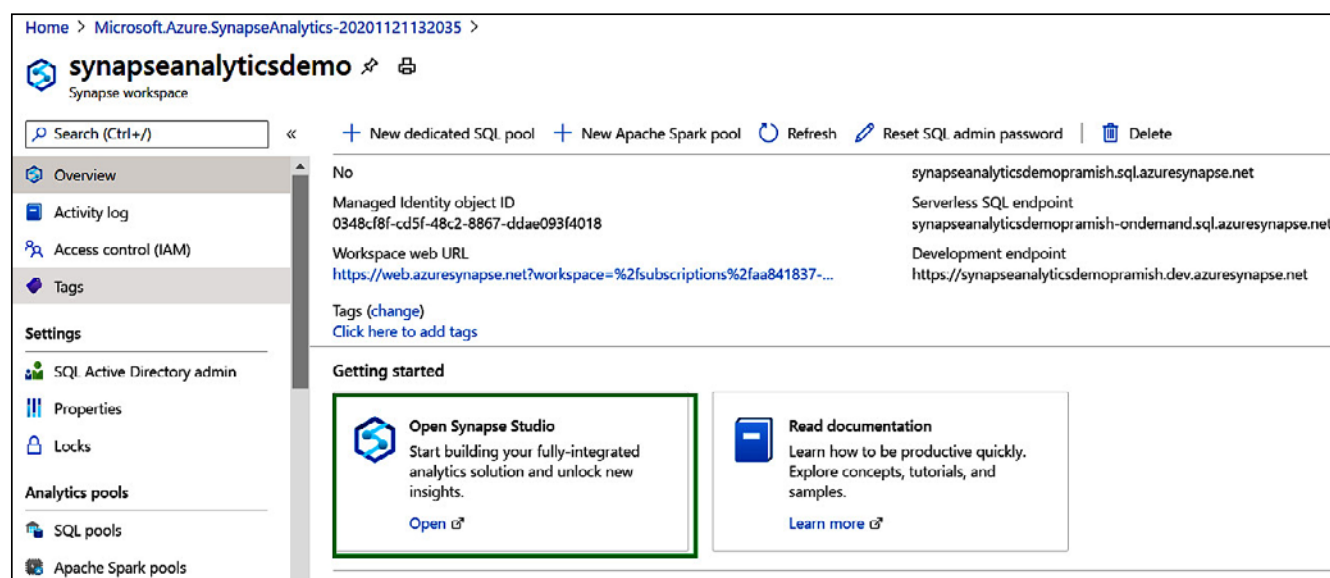 Home > Microsoft.Azure.SynapseAnalytics-20201121132035 >
synapseanalyticsdemo
Synapse workspace
Search (Ctrl+/)
«
New dedicated SQL pool
New Apache Spark pool
Refresh
Reset SQL admin password
Delete
Overview
Activity log
Access control (IAM)
Tags
Settings
SQL Active Directory admin
Properties
Locks
Analytics pools
SQL pools
Apache Spark pools
No
Managed Identity object ID
0348cf8f-cd5f-48c2-8867-ddae093f4018
Workspace web URL
https://web.azuresynapse.net?workspace=%2fsubscriptions%2faa841837-...
Tags (change)
Click here to add tags
synapseanalyticsdemopramish.sql.azuresynapse.net
Serverless SQL endpoint
synapseanalyticsdemopramish-ondemand.sql.azuresynapse.net
Development endpoint
https://synapseanalyticsdemopramish.dev.azuresynapse.net
Getting started
Open Synapse Studio
Start building your fully-integrated
analytics solution and unlock new
insights.
Open
Read documentation
Learn how to be productive quickly.
Explore concepts, tutorials, and
samples.
Learn more